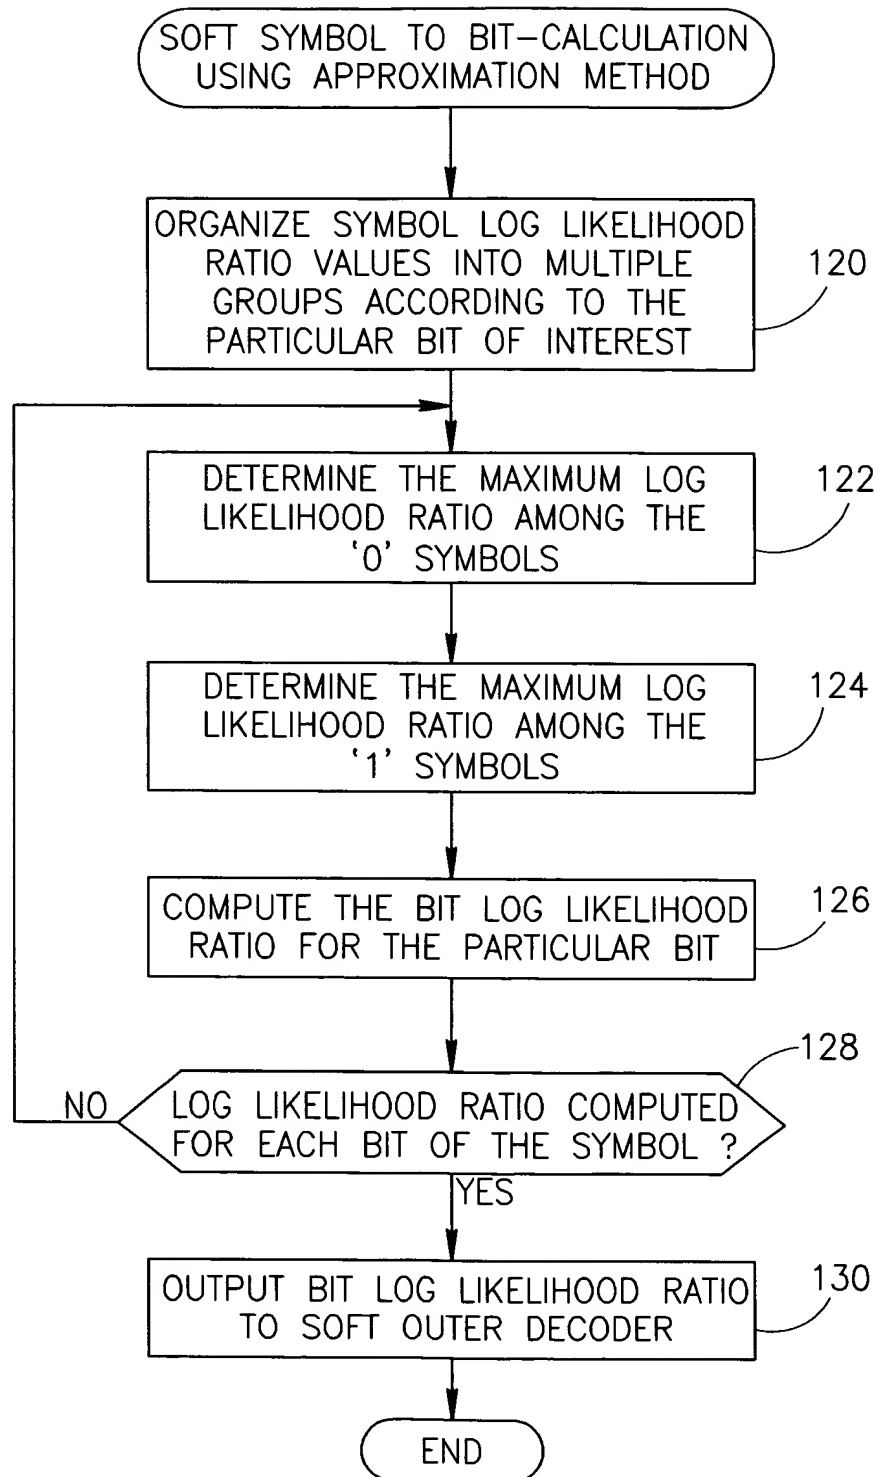 SOFT SYMBOL TO BIT-CALCULATION
USING APPROXIMATION METHOD
ORGANIZE SYMBOL LOG LIKELIHOOD
RATIO VALUES INTO MULTIPLE
GROUPS ACCORDING TO THE
PARTICULAR BIT OF INTEREST
120
DETERMINE THE MAXIMUM LOG
LIKELIHOOD RATIO AMONG THE
‘0’ SYMBOLS
122
DETERMINE THE MAXIMUM LOG
LIKELIHOOD RATIO AMONG THE
‘1’ SYMBOLS
124
COMPUTE THE BIT LOG LIKELIHOOD
RATIO FOR THE PARTICULAR BIT
126
128
NO
LOG LIKELIHOOD RATIO COMPUTED
FOR EACH BIT OF THE SYMBOL ?
YES
OUTPUT BIT LOG LIKELIHOOD RATIO
TO SOFT OUTER DECODER
130
END